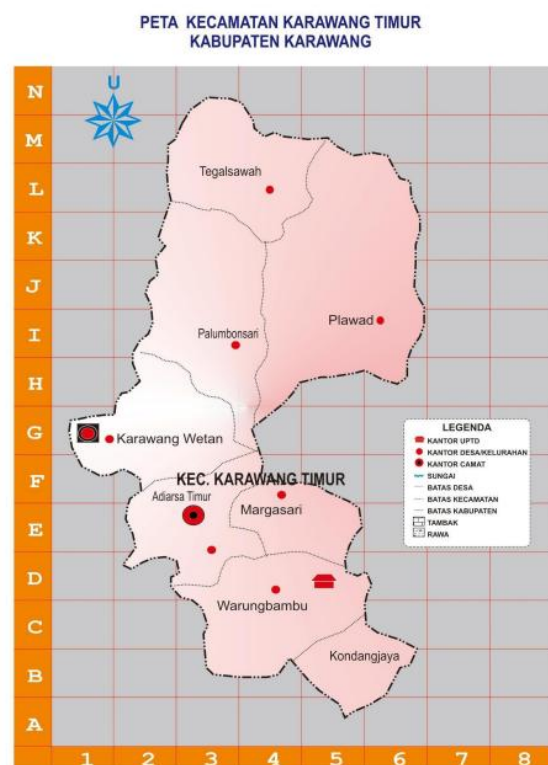 PETA KECAMATAN KARAWANG TIMUR
KABUPATEN KARAWANG
U
N
M
L
K
J
I
H
G
F
E
D
C
B
A
Tegalsawah
Palumbonsari
Plawad
Karawang Wetan
KEC. KARAWANG TIMUR
Adiarsa Timur
Margasari
Warungbambu
Kondangjaya
LEGENDA
KANTOR UPTD
KANTOR DESA/KELURAHAN
KANTOR CAMAT
SUNGAI
BATAS DESA
BATAS KECAMATAN
BATAS KABUPATEN
TAMBAK
RAWA
1 2 3 4 5 6 7 8